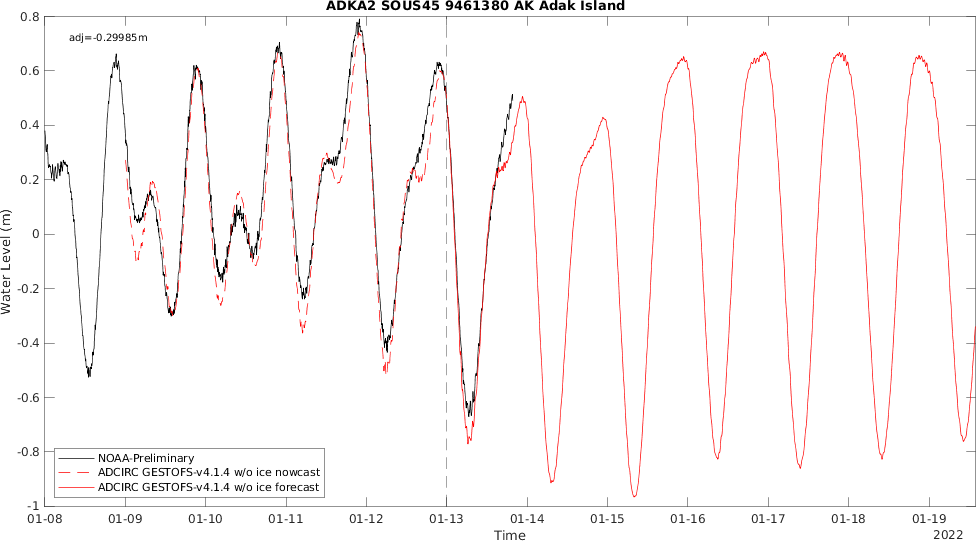 ADKA2 SOUS45 9461380 AK Adak Island
adj=-0.29985m
0.8
0.6
0.4
0.2
0
-0.2
-0.4
-0.6
-0.8
-1
Water Level (m)
NOAA-Preliminary
ADCIRC GESTOFS-v4.1.4 w/o ice nowcast
ADCIRC GESTOFS-v4.1.4 w/o ice forecast
01-08 01-09 01-10 01-11 01-12 01-13 01-14 01-15 01-16 01-17 01-18 01-19
Time
2022